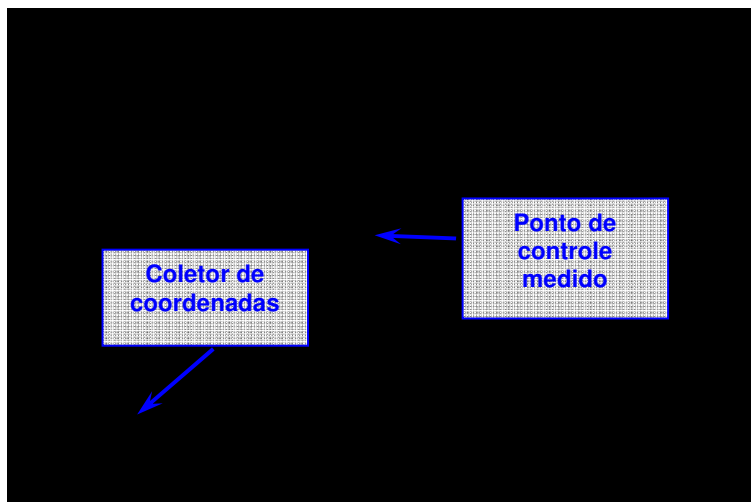 Ponto de
controle
medido
Coletor de
coordenadas